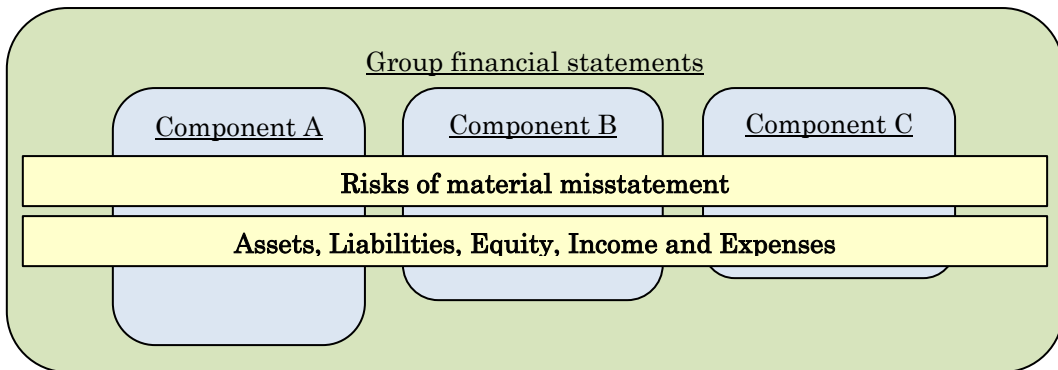 Group financial statements
Component A
Component B
Component C
Risks of material misstatement
Assets, Liabilities, Equity, Income and Expenses